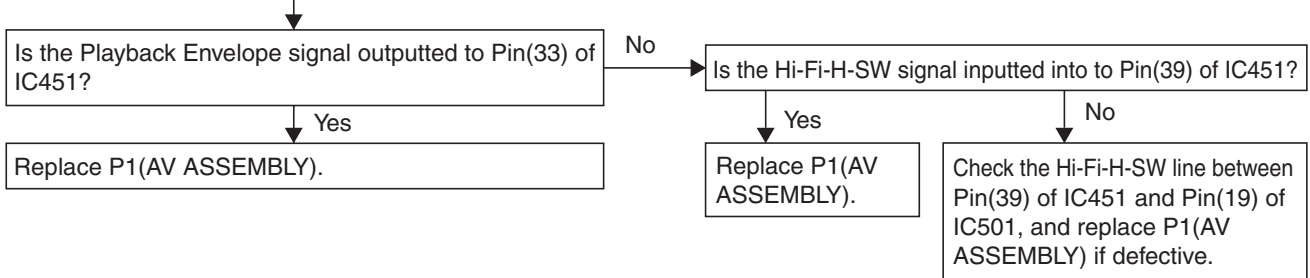 Is the Playback Envelope signal outputted to Pin(33) of
IC451?
No
Is the Hi-Fi-H-SW signal inputted into to Pin(39) of IC451?
Yes
Replace P1(AV ASSEMBLY).
Yes
Replace P1(AV
ASSEMBLY).
No
Check the Hi-Fi-H-SW line between
Pin(39) of IC451 and Pin(19) of
IC501, and replace P1(AV
ASSEMBLY) if defective.